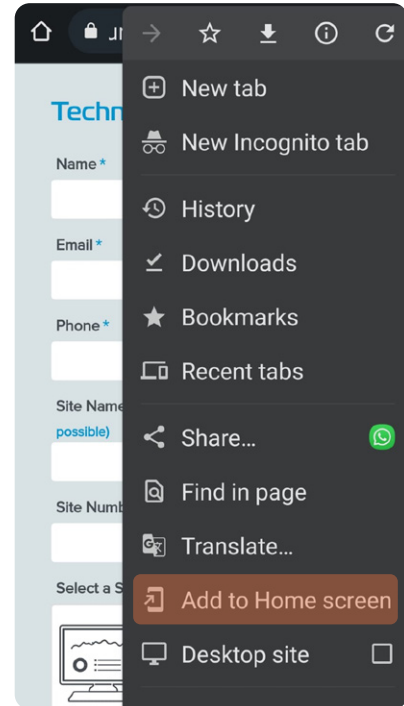 New tab
Techn
New Incognito tab
Name *
History
Email *
Downloads
Bookmarks
Phone *
Recent tabs
Site Name
possible)
Share...
Find in page
Site Numb
Translate...
Select a S
Add to Home screen
Desktop site